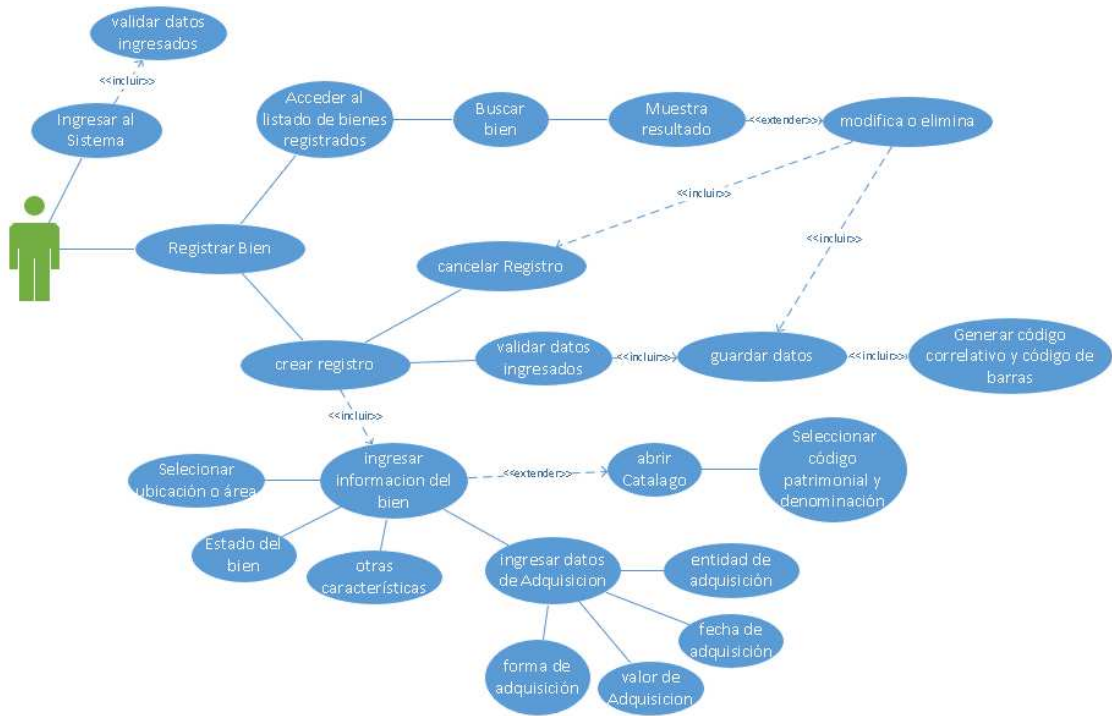 validar datos
ingresados
<<incluir>>
Ingresar al
Sistema
Acceder al
listado de bienes
registrados
Buscar
bien
Muestra
resultado
<<extender>>
modifica o elimina
<<incluir>>
Registrar Bien
cancelar Registro
<<incluir>>
crear registro
validar datos
ingresados
<<incluir>>
guardar datos
<<incluir>>
Generar código
correlativo y código de
barras
<<incluir>>
Selecionar
ubicación o área
ingresar
informacion del
bien
<<extender>>
abrir
Catalago
Seleccionar
código
patrimonial y
denominación
Estado del
bien
otras
características
ingresar datos
de Adquisicion
entidad de
adquisición
fecha de
adquisición
forma de
adquisición
valor de
Adquisicion